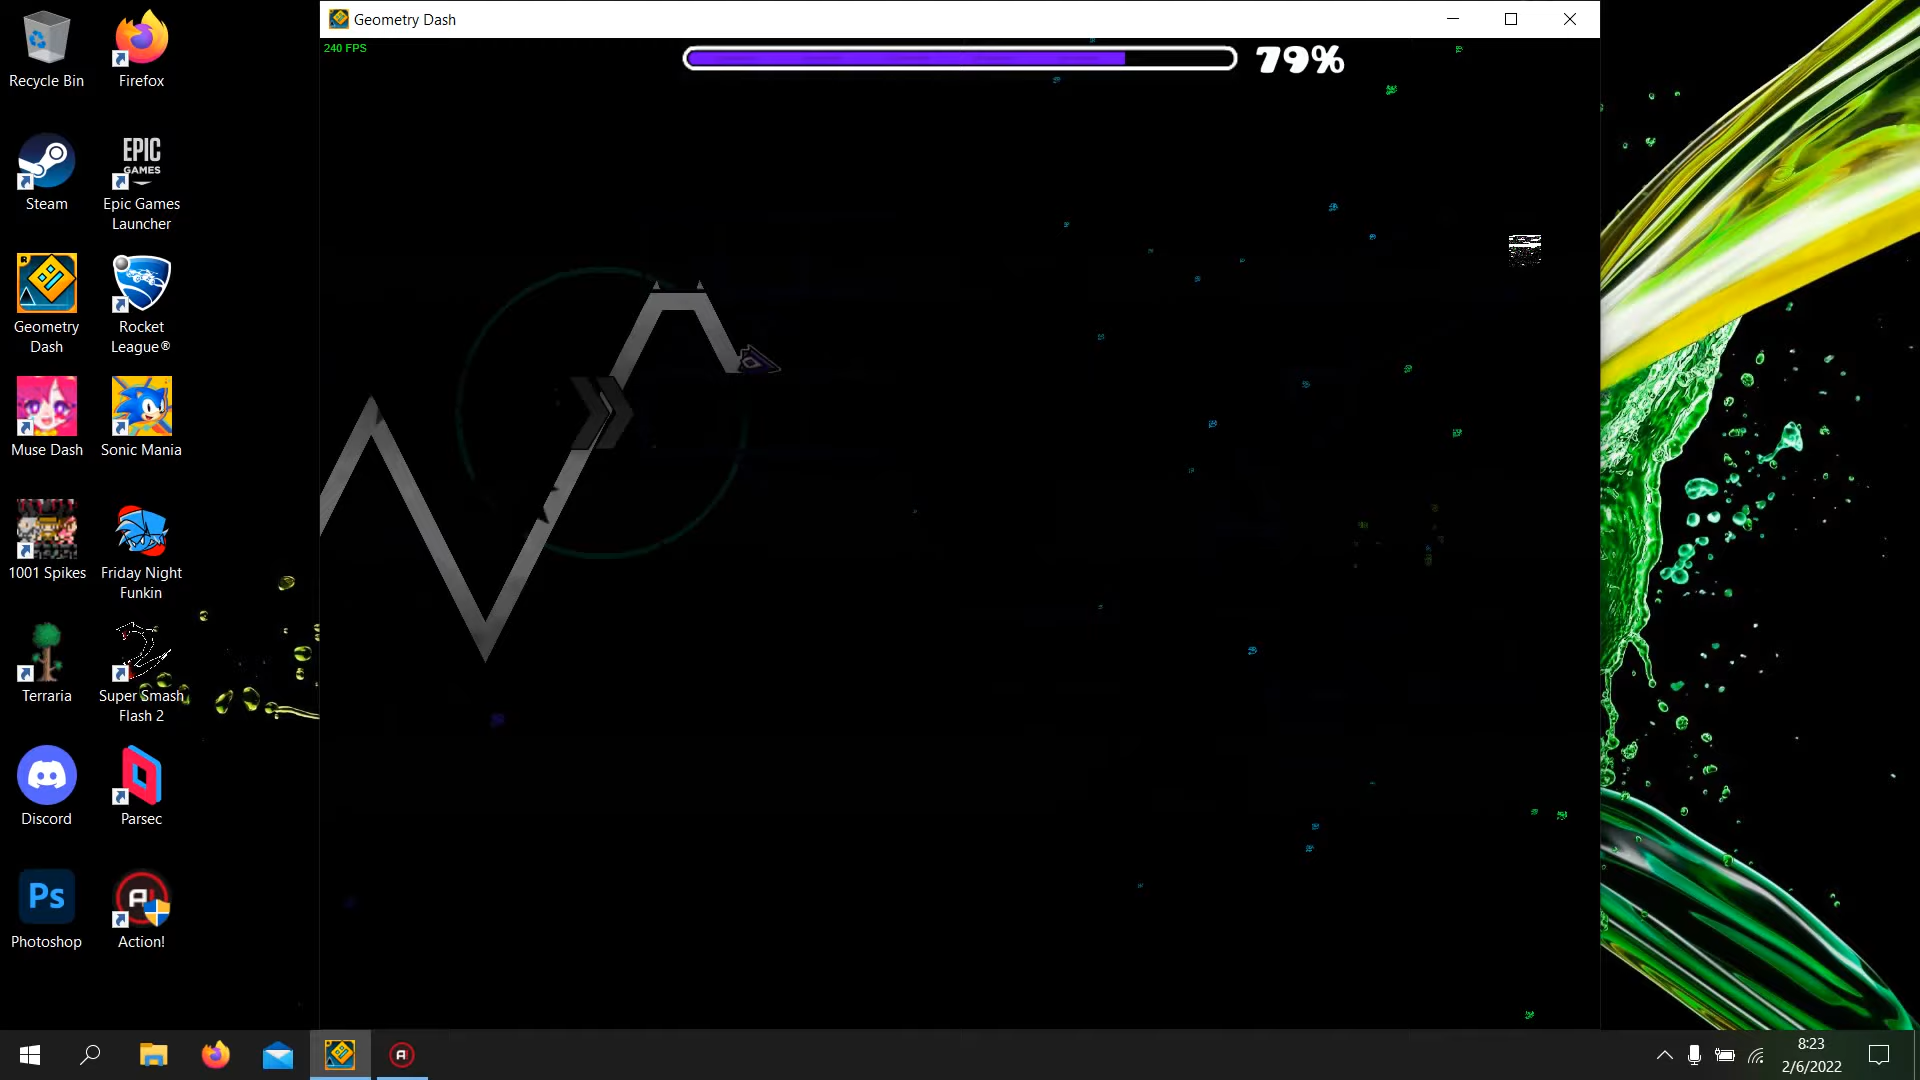 Geometry Dash
240 FPS
79%
Recycle Bin
Firefox
EPIC
GAMES
Steam
Epic Games
Launcher
Geometry
Dash
Rocket
League®
Muse Dash
Sonic Mania
1001 Spikes
Friday Night
Funkin
Terraria
Super Smash
Flash 2
Discord
Parsec
Ps
Photoshop
Action!
8:23
2/6/2022